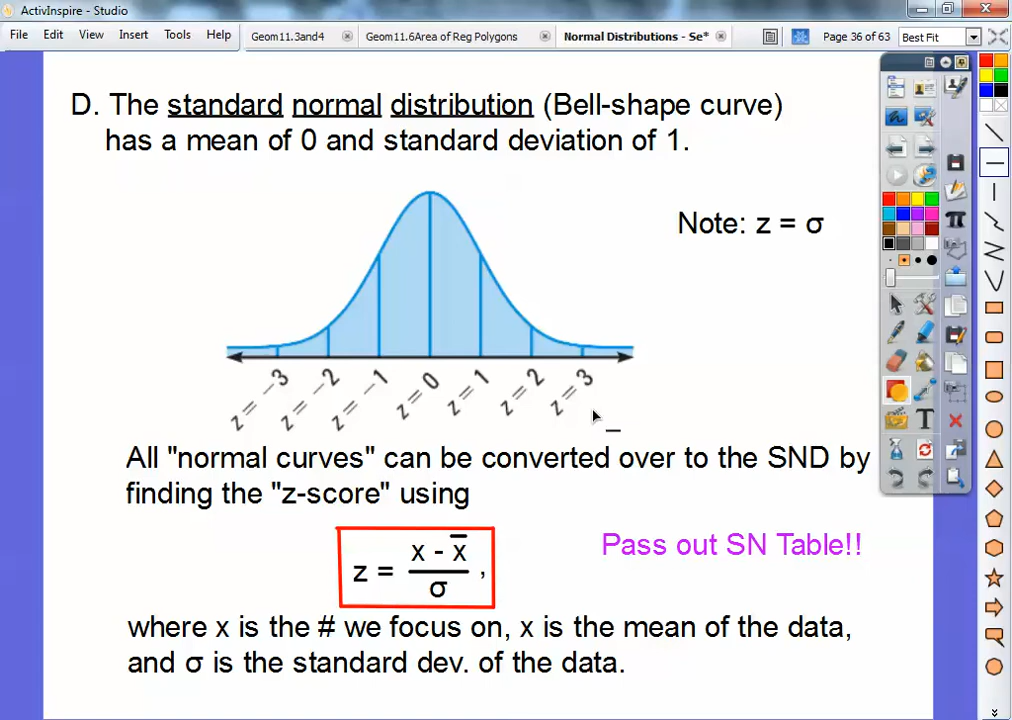 ActivInspire - Studio
File Edit View Insert Tools Help Geom11.3and4 Geom11.6Area of Reg Polygons Normal Distributions - Se* Page 36 of 63 Best Fit
D. The standard normal distribution (Bell-shape curve)
has a mean of 0 and standard deviation of 1.
Note: z = σ
z = -3 z = -2 z = -1 z = 0 z = 1 z = 2 z = 3
All "normal curves" can be converted over to the SND by
finding the "z-score" using
z = x - x̅ / σ ,
Pass out SN Table!!
where x is the # we focus on, x is the mean of the data,
and σ is the standard dev. of the data.